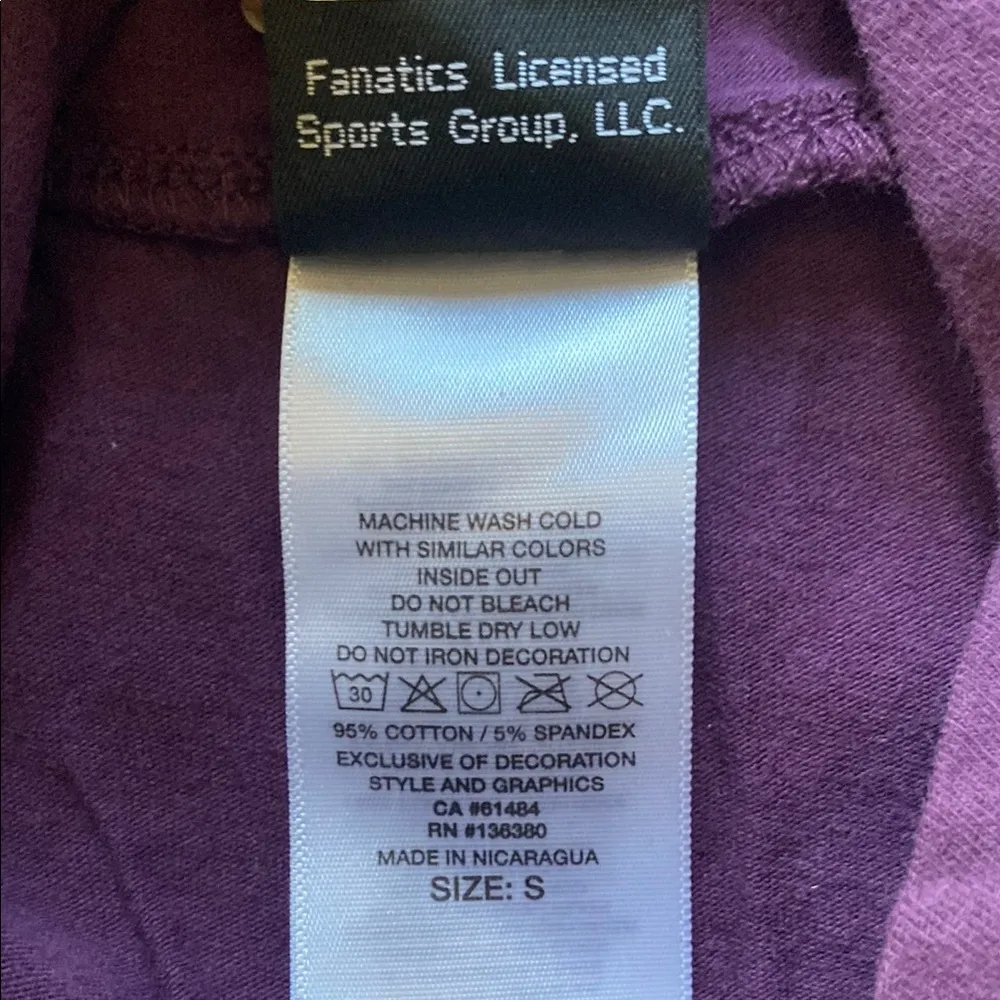 Fanatics Licensed
Sports Group, LLC.
MACHINE WASH COLD
WITH SIMILAR COLORS
INSIDE OUT
DO NOT BLEACH
TUMBLE DRY LOW
DO NOT IRON DECORATION
30
95% COTTON / 5% SPANDEX
EXCLUSIVE OF DECORATION
STYLE AND GRAPHICS
CA #61484
RN #136380
MADE IN NICARAGUA
SIZE: S